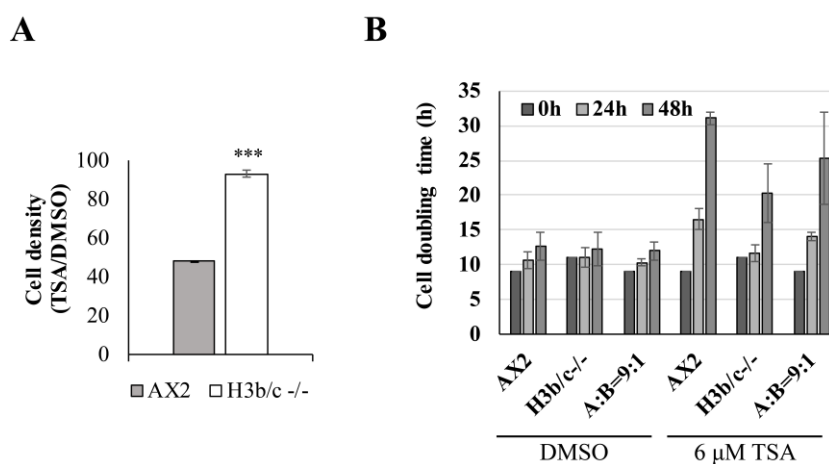 A
Cell density
(TSA/DMSO)
100
80
60
40
20
0
***
AX2 H3b/c -/-
B
Cell doubling time (h)
35
30
25
20
15
10
5
0
0h 24h 48h
AX2 H3b/c-/- A:B=9:1 AX2 H3b/c-/- A:B=9:1
DMSO 6 μM TSA